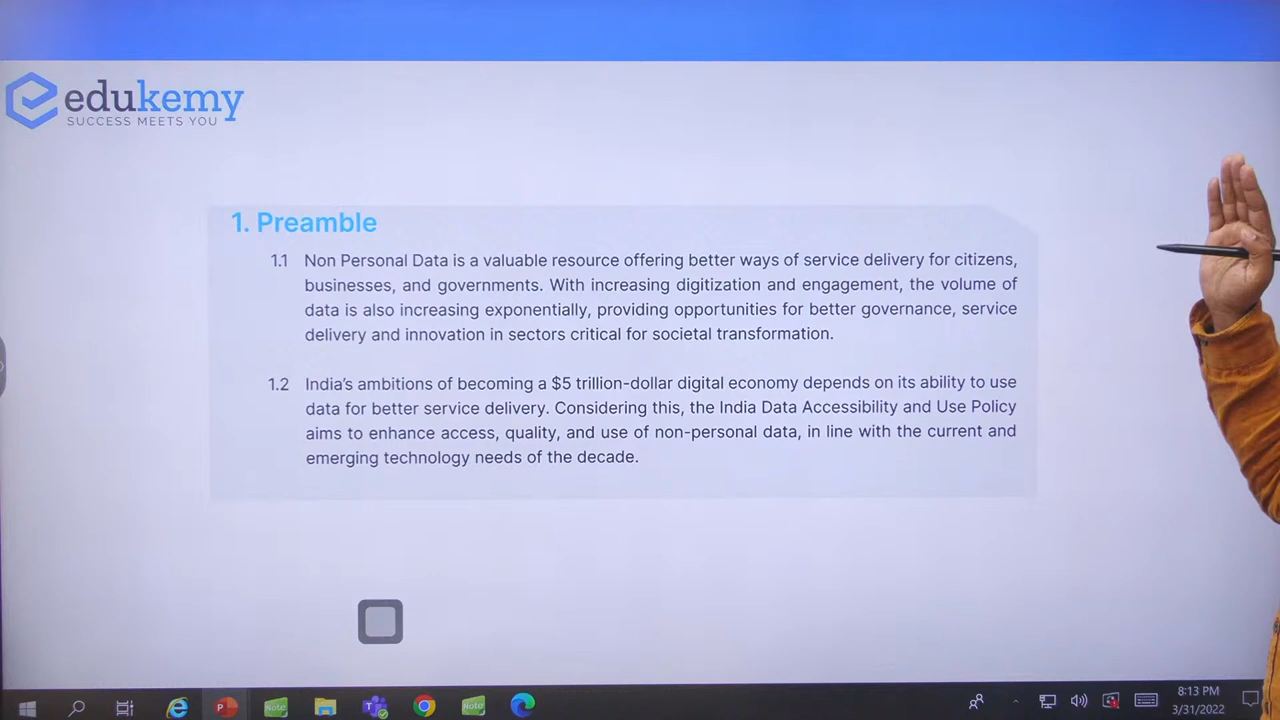 edukemy
SUCCESS MEETS YOU
1. Preamble
1.1 Non Personal Data is a valuable resource offering better ways of service delivery for citizens,
businesses, and governments. With increasing digitization and engagement, the volume of
data is also increasing exponentially, providing opportunities for better governance, service
delivery and innovation in sectors critical for societal transformation.
1.2 India's ambitions of becoming a $5 trillion-dollar digital economy depends on its ability to use
data for better service delivery. Considering this, the India Data Accessibility and Use Policy
aims to enhance access, quality, and use of non-personal data, in line with the current and
emerging technology needs of the decade.
Note
Note
8:13 PM
3/31/2022